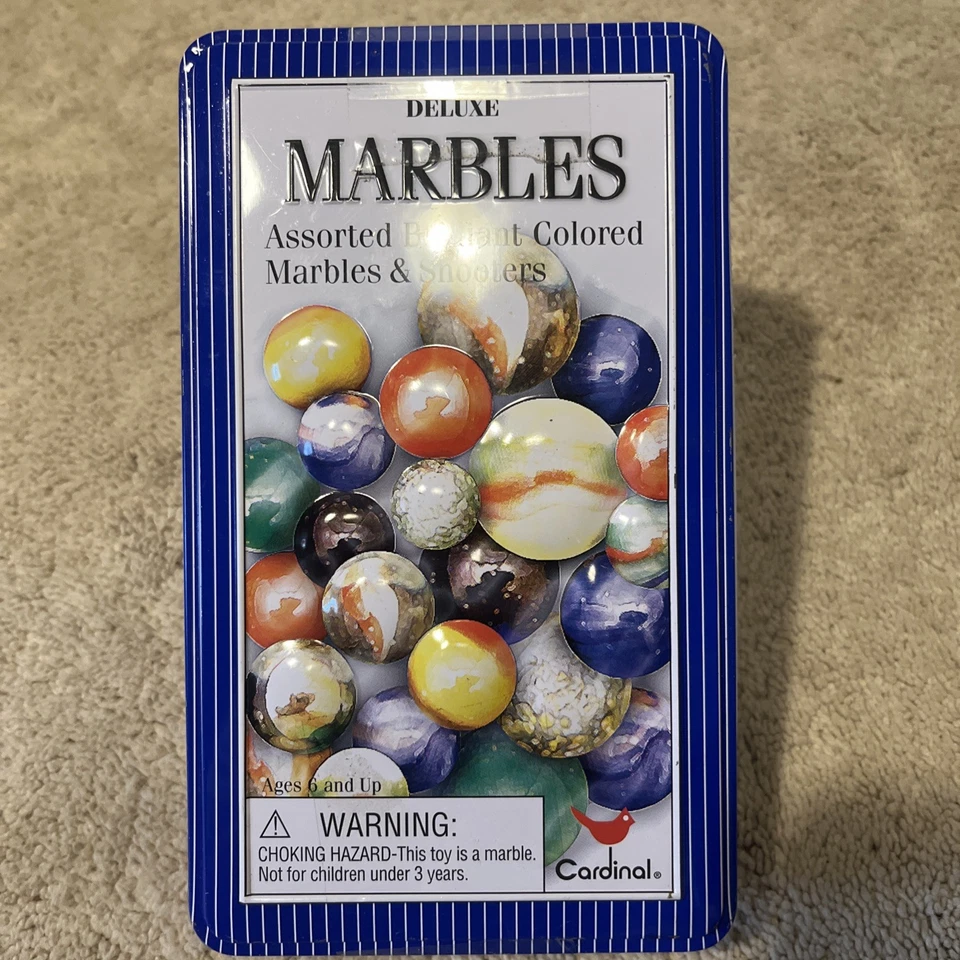 DELUXE
MARBLES
Assorted Brilliant Colored
Marbles & Shooters
Ages 6 and Up
WARNING:
CHOKING HAZARD-This toy is a marble.
Not for children under 3 years.
Cardinal®